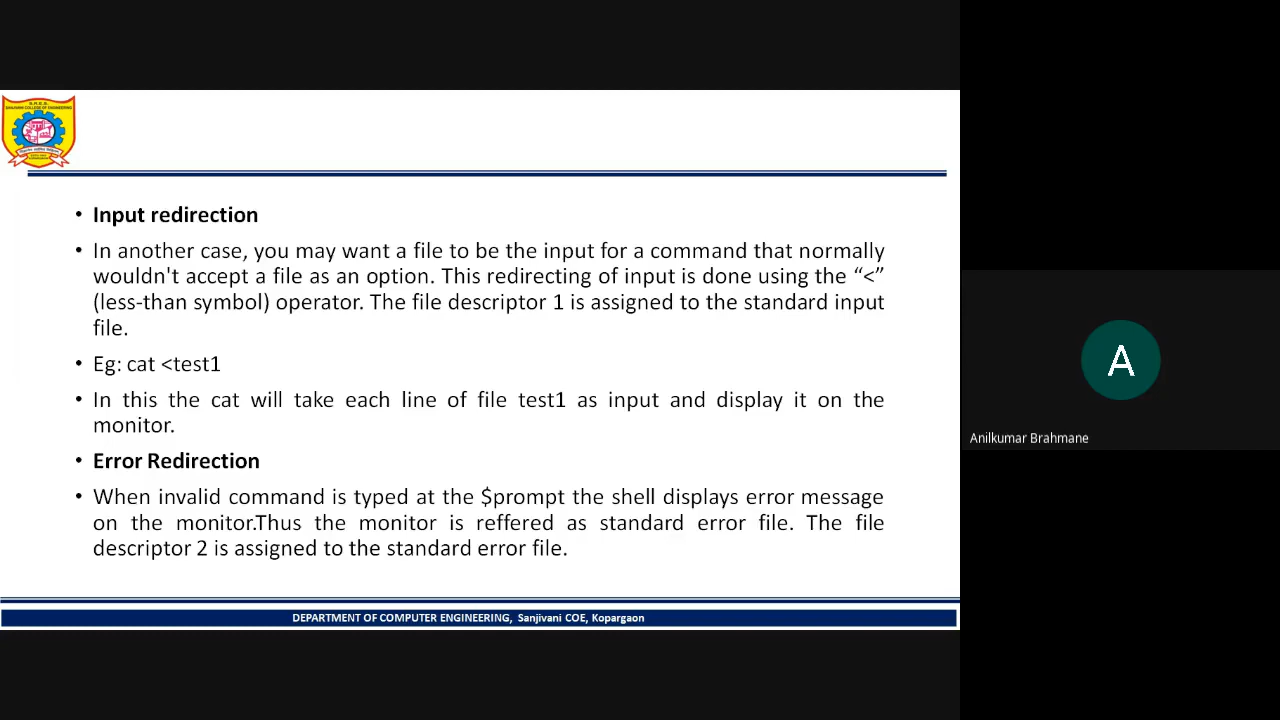 • Input redirection
• In another case, you may want a file to be the input for a command that normally
wouldn't accept a file as an option. This redirecting of input is done using the “<”
(less-than symbol) operator. The file descriptor 1 is assigned to the standard input
file.
• Eg: cat <test1
• In this the cat will take each line of file test1 as input and display it on the
monitor.
• Error Redirection
• When invalid command is typed at the $prompt the shell displays error message
on the monitor.Thus the monitor is reffered as standard error file. The file
descriptor 2 is assigned to the standard error file.
DEPARTMENT OF COMPUTER ENGINEERING, Sanjivani COE, Kopargaon
A
Anilkumar Brahmane